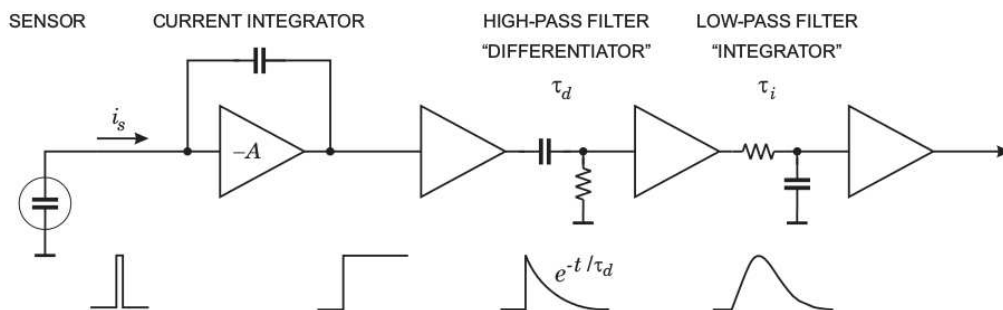 SENSOR
CURRENT INTEGRATOR
HIGH-PASS FILTER
“DIFFERENTIATOR”
τd
LOW-PASS FILTER
“INTEGRATOR”
τi
is
–A
e-t /τd